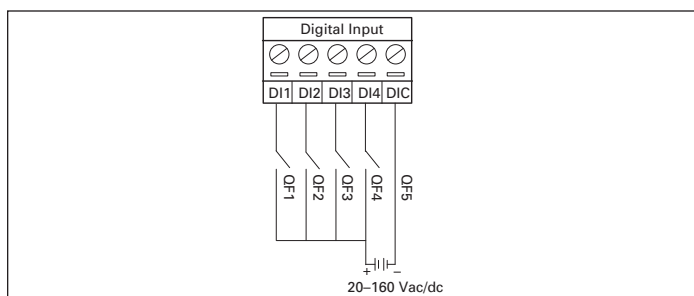 Digital Input
DI1 DI2 DI3 DI4 DIC
QF1 QF2 QF3 QF4 QF5
+ −
20–160 Vac/dc